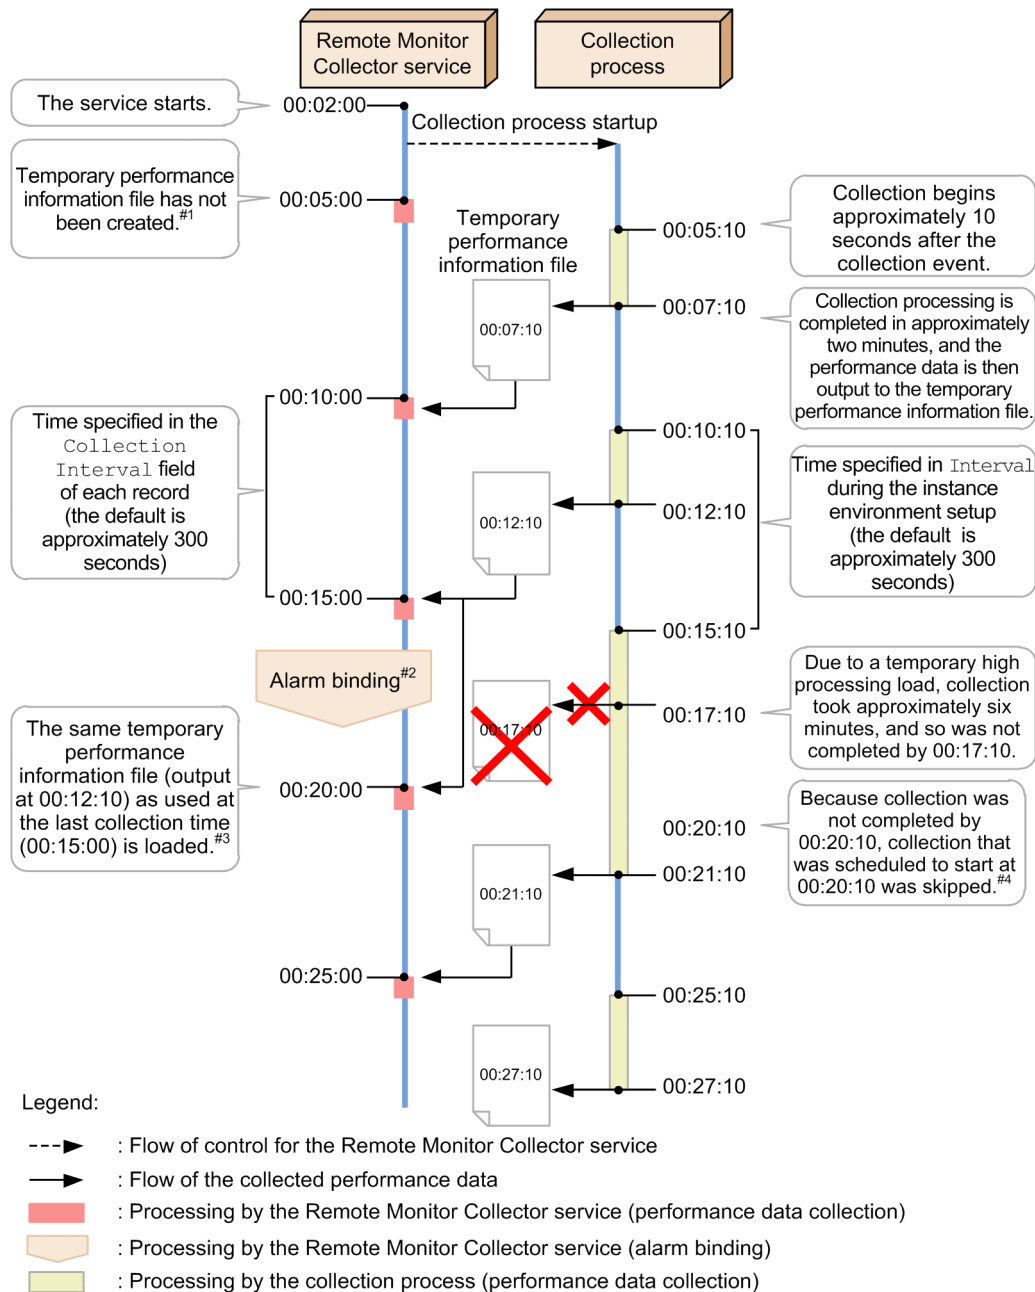 Remote Monitor
Collector service
Collection
process
The service starts.
00:02:00
Collection process startup
Temporary performance
information file has not
been created.#1
00:05:00
Temporary
performance
information file
00:05:10
Collection begins
approximately 10
seconds after the
collection event.
00:07:10
00:07:10
Collection processing is
completed in approximately
two minutes, and the
performance data is then
output to the temporary
performance information file.
00:10:00
00:10:10
Time specified in the
Collection
Interval field
of each record
(the default is
approximately 300
seconds)
00:12:10
00:12:10
Time specified in Interval
during the instance
environment setup
(the default is
approximately 300
seconds)
00:15:00
00:15:10
Alarm binding#2
00:17:10
00:17:10
Due to a temporary high
processing load, collection
took approximately six
minutes, and so was not
completed by 00:17:10.
The same temporary
performance
information file (output
at 00:12:10) as used at
the last collection time
(00:15:00) is loaded.#3
00:20:00
00:20:10
Because collection was
not completed by
00:20:10, collection that
was scheduled to start at
00:20:10 was skipped.#4
00:21:10
00:21:10
00:25:00
00:25:10
00:27:10
00:27:10
Legend:
: Flow of control for the Remote Monitor Collector service
: Flow of the collected performance data
: Processing by the Remote Monitor Collector service (performance data collection)
: Processing by the Remote Monitor Collector service (alarm binding)
: Processing by the collection process (performance data collection)